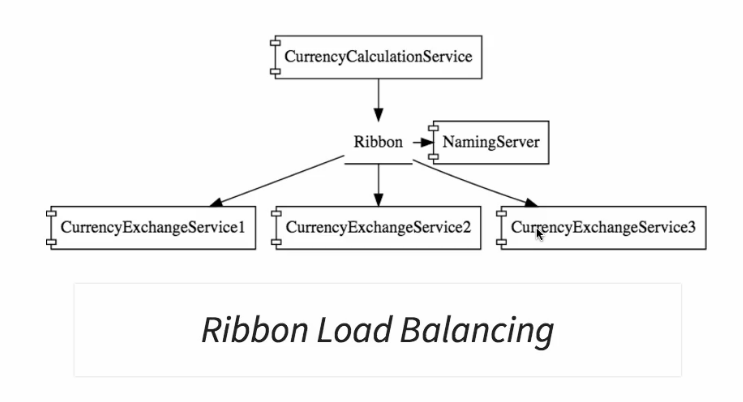 CurrencyCalculationService
Ribbon
NamingServer
CurrencyExchangeService1
CurrencyExchangeService2
CurrencyExchangeService3
Ribbon Load Balancing